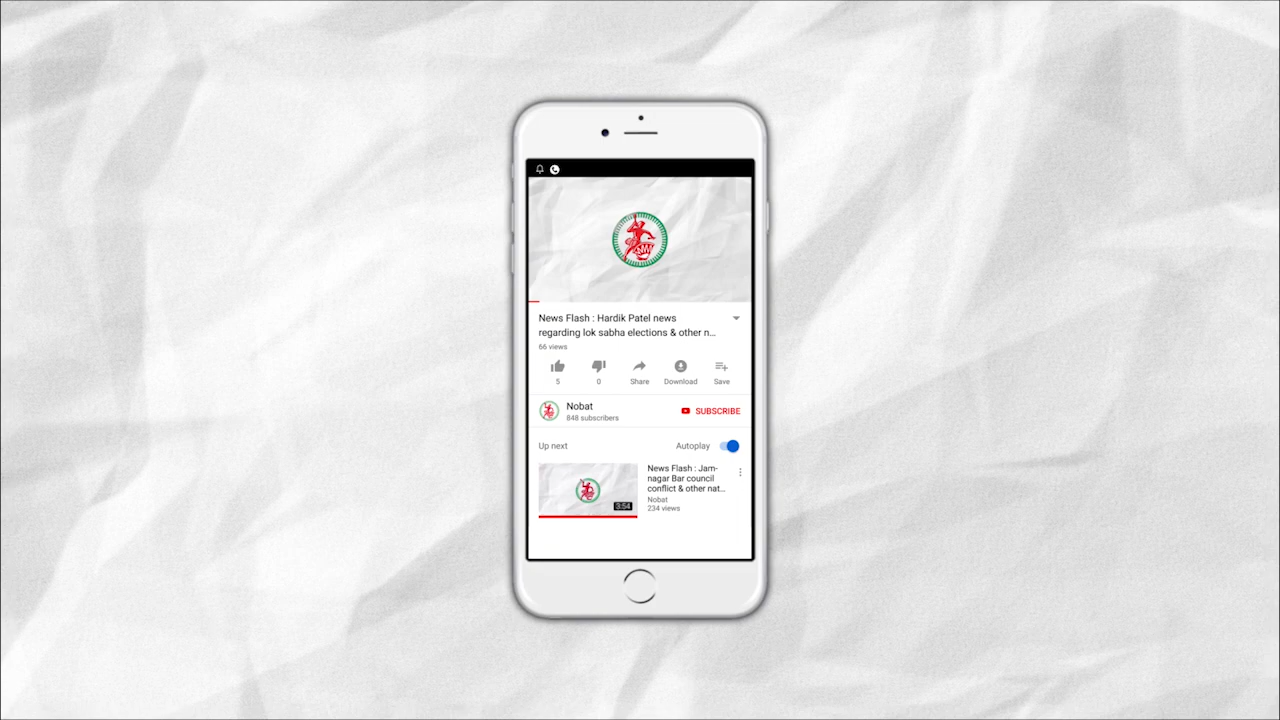 News Flash : Hardik Patel news
regarding lok sabha elections & other n...
66 views
5
0
Share
Download
Save
Nobat
848 subscribers
SUBSCRIBE
Up next
Autoplay
News Flash : Jam-
nagar Bar council
conflict & other nat...
Nobat
234 views
3:54